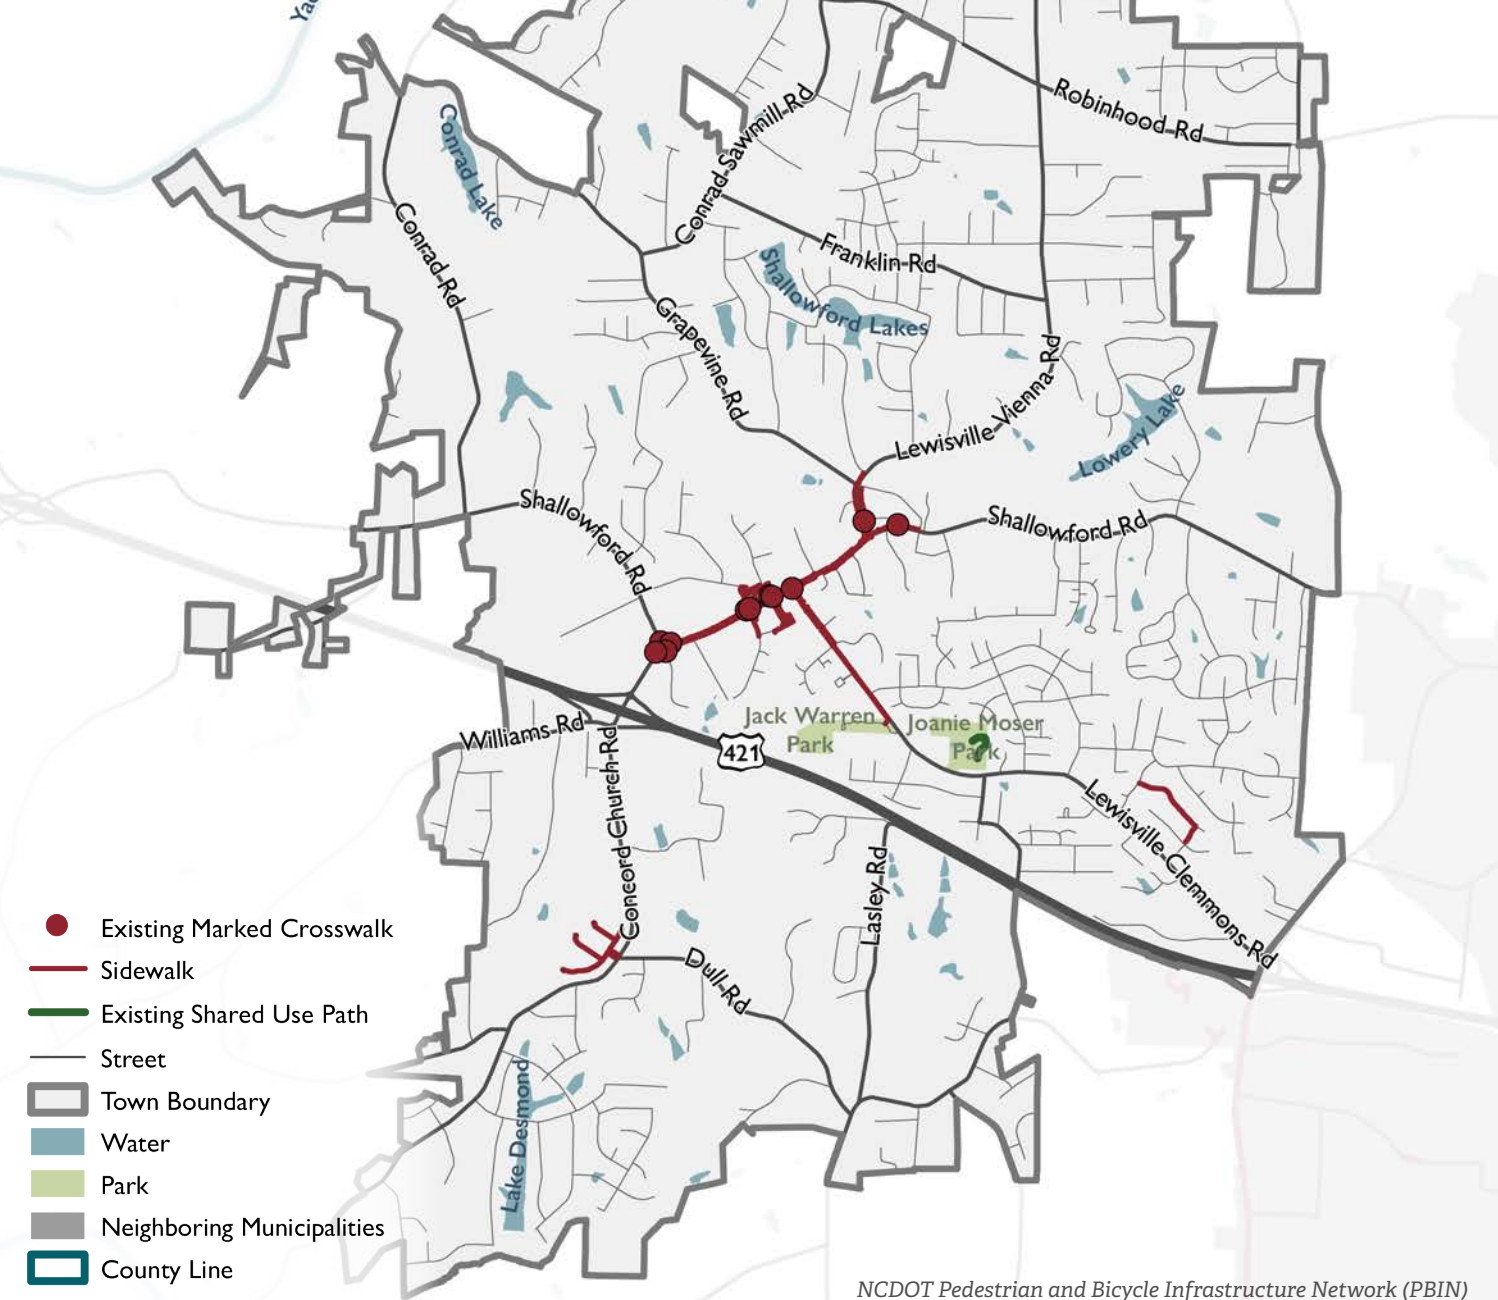 Ya
Robinhood Rd
Conrad Sawmill Rd
Conrad Lake
Conrad Rd
Franklin Rd
Shallowford Lakes
Grapevine Rd
Lewisville Vienna Rd
Lowery Lake
Shallowford Rd
Shallowford Rd
Jack Warren
Park
Joanie Moser
Park
Williams Rd
421
Concord Church Rd
Lewisville-Clemmons Rd
Lasley Rd
Dull Rd
Lake Desmond
Existing Marked Crosswalk
Sidewalk
Existing Shared Use Path
Street
Town Boundary
Water
Park
Neighboring Municipalities
County Line
NCDOT Pedestrian and Bicycle Infrastructure Network (PBIN)